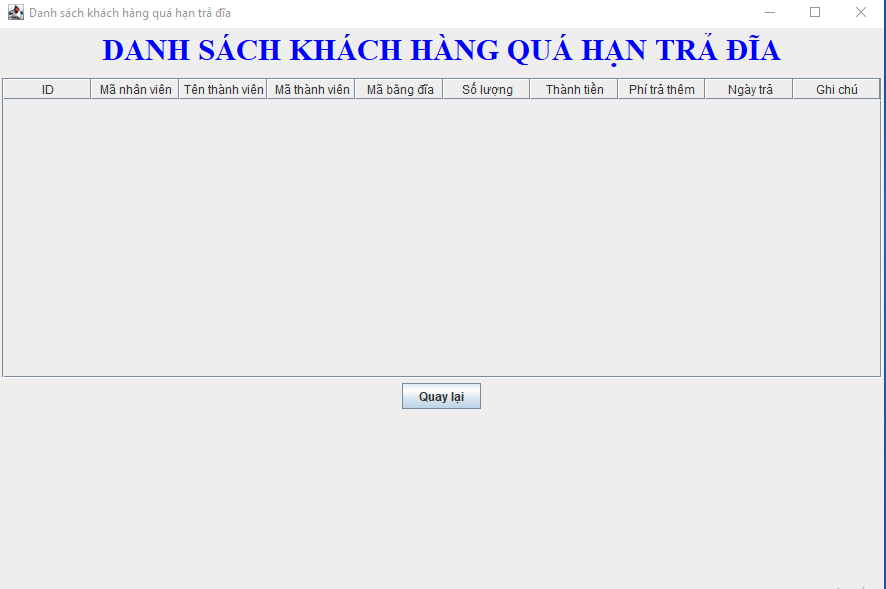 Danh sách khách hàng quá hạn trả đĩa
DANH SÁCH KHÁCH HÀNG QUÁ HẠN TRẢ ĐĨA
ID Mã nhân viên Tên thành viên Mã thành viên Mã băng đĩa Số lượng Thành tiền Phí trả thêm Ngày trả Ghi chú
Quay lại